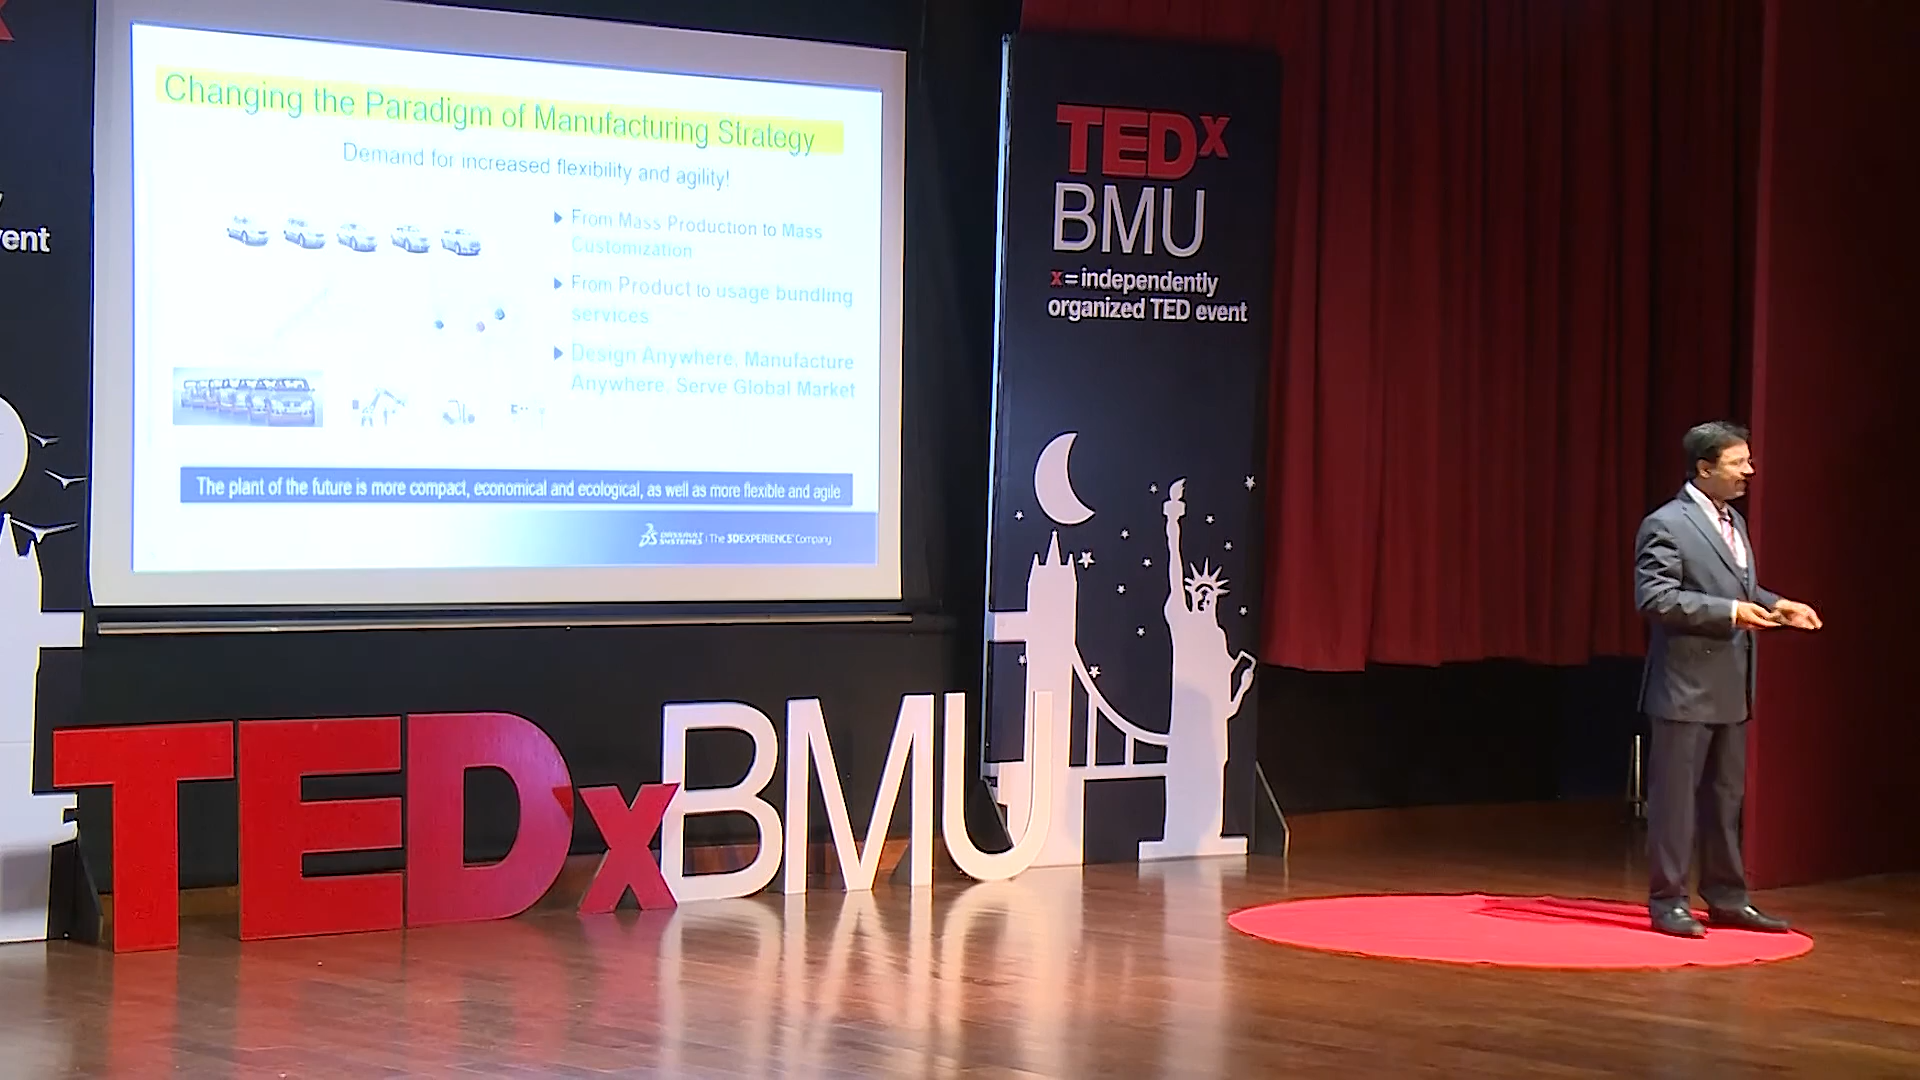 Changing the Paradigm of Manufacturing Strategy
Demand for increased flexibility and agility!
From Mass Production to Mass
Customization
From Product to usage bundling
services
Design Anywhere, Manufacture
Anywhere, Serve Global Market
The plant of the future is more compact, economical and ecological, as well as more flexible and agile
DASSAULT
SYSTEMES | The 3DEXPERIENCE Company
TEDx
BMU
x=independently
organized TED event
TEDxBMU